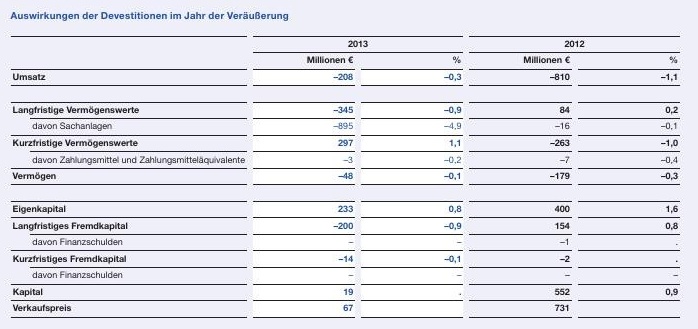 Auswirkungen der Devestitionen im Jahr der Veräußerung
2013 2012
Millionen € % Millionen € %
Umsatz –208 –0,3 –810 –1,1
Langfristige Vermögenswerte –345 –0,9 84 0,2
davon Sachanlagen –895 –4,9 –16 –0,1
Kurzfristige Vermögenswerte 297 1,1 –263 –1,0
davon Zahlungsmittel und Zahlungsmitteläquivalente –3 –0,2 –7 –0,4
Vermögen –48 –0,1 –179 –0,3
Eigenkapital 233 0,8 400 1,6
Langfristiges Fremdkapital –200 –0,9 154 0,8
davon Finanzschulden – – –1 .
Kurzfristiges Fremdkapital –14 –0,1 –2 .
davon Finanzschulden – – – –
Kapital 19 . 552 0,9
Verkaufspreis 67 731